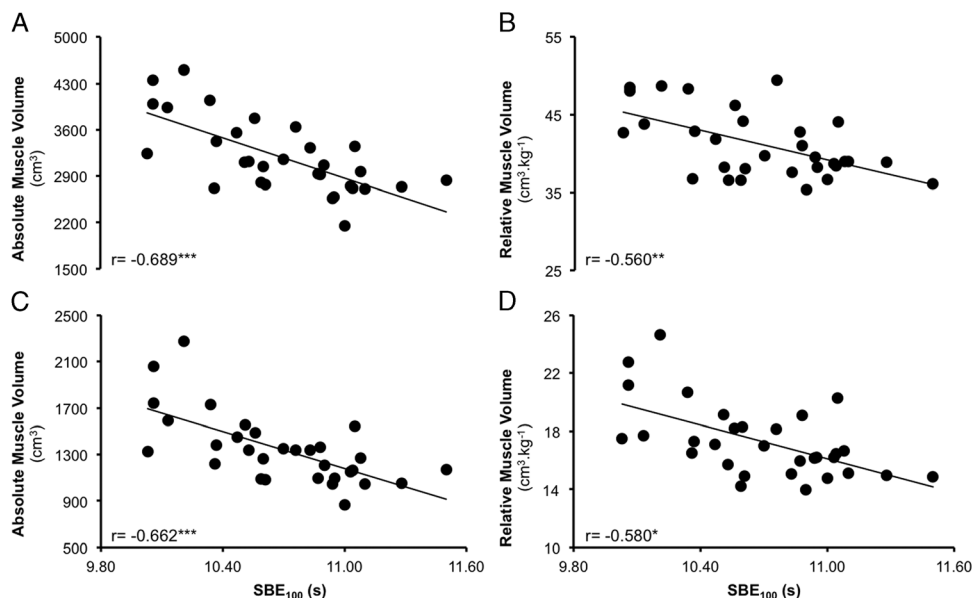 A
Absolute Muscle Volume
(cm³)
5000
4300
3600
2900
2200
1500
r= -0.689***
B
Relative Muscle Volume
(cm³.kg⁻¹)
55
45
35
25
r= -0.560**
C
Absolute Muscle Volume
(cm³)
2500
2100
1700
1300
900
500
r= -0.662***
9.80
10.40
11.00
11.60
SBE₁₀₀ (s)
D
Relative Muscle Volume
(cm³.kg⁻¹)
26
22
18
14
10
r= -0.580*
9.80
10.40
11.00
11.60
SBE₁₀₀ (s)